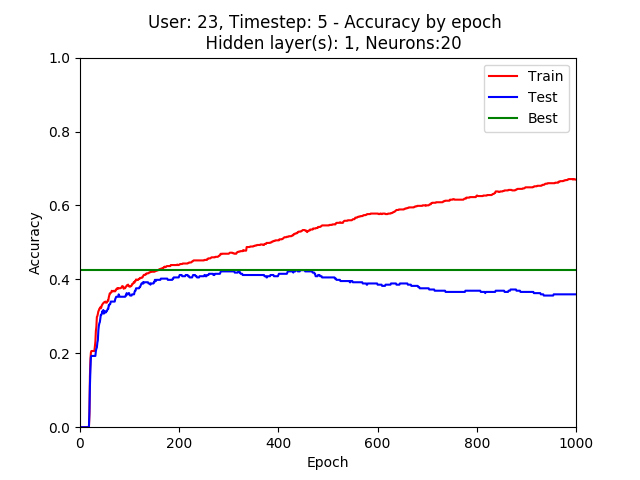 User: 23, Timestep: 5 - Accuracy by epoch
Hidden layer(s): 1, Neurons:20
1.0
0.8
0.6
0.4
0.2
0.0
Accuracy
Train
Test
Best
0 200 400 600 800 1000
Epoch